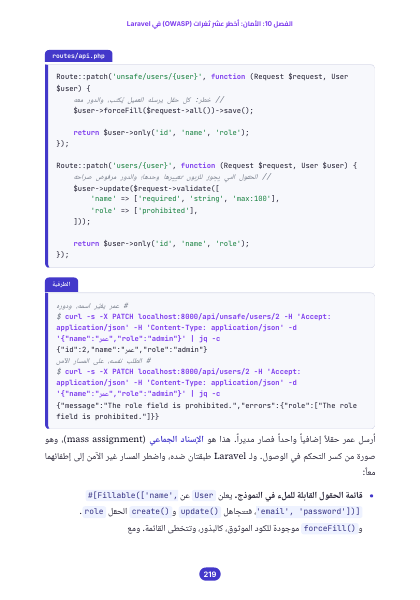 الفصل 10: الأمان: أخطر عشر ثغرات (OWASP) في Laravel
routes/api.php
Route::patch('unsafe/users/{user}', function (Request $request, User
$user) {
// خطر: كل حقل يرسله العميل يُكتب، والدور معه
$user->forceFill($request->all())->save();
return $user->only('id', 'name', 'role');
});
Route::patch('users/{user}', function (Request $request, User $user) {
// الحقول التي يجوز للزبون تغييرها وحدها، والدور مرفوض صراحة
$user->update($request->validate([
'name' => ['required', 'string', 'max:100'],
'role' => ['prohibited'],
]));
return $user->only('id', 'name', 'role');
});
الطرفية
# عمر يغيّر اسمه، ودوره
$ curl -s -X PATCH localhost:8000/api/unsafe/users/2 -H 'Accept:
application/json' -H 'Content-Type: application/json' -d
'{"name":"عمر","role":"admin"}' | jq -c
{"id":2,"name":"عمر","role":"admin"}
# الطلب نفسه، على المسار الآمن
$ curl -s -X PATCH localhost:8000/api/users/2 -H 'Accept:
application/json' -H 'Content-Type: application/json' -d
'{"name":"عمر","role":"admin"}' | jq -c
{"message":"The role field is prohibited.","errors":{"role":["The role
field is prohibited."]}}
أرسل عمر حقلاً إضافياً واحداً فصار مديراً. هذا هو الإسناد الجماعي (mass assignment)، وهو
صورة من كسر التحكم في الوصول. ولـ Laravel طبقتان ضده، واضطر المسار غير الآمن إلى إطفائهما
معاً:
• قائمة الحقول القابلة للملء في النموذج. يعلن User عن #[Fillable(['name',
'email', 'password'])]، فتتجاهل update() و create() الحقل role .
و forceFill() موجودة للكود الموثوق، كالبذور، وتتخطى القائمة. ومع
219